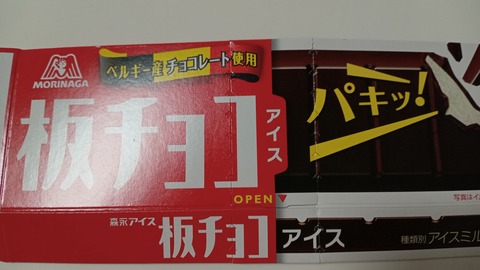 MORINAGA
ベルギー産チョコレート使用
板チョコ
アイス
パキッ!
OPEN
写真はイ
森永アイス 板チョコアイス
種類別 アイスミル